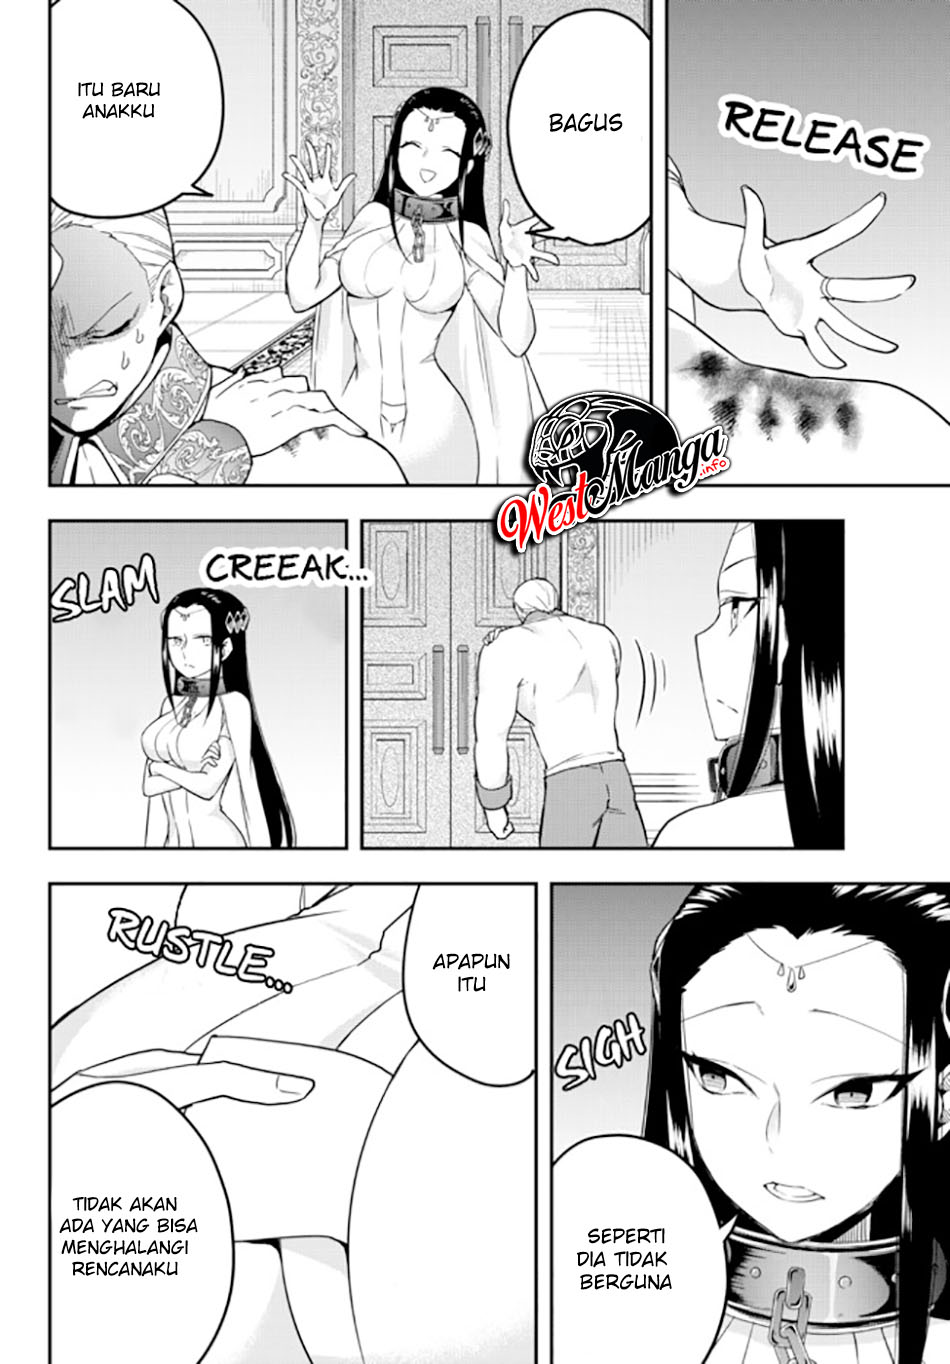 RELEASE
BAGUS
ITU BARU
ANAKKU
WestManga
.info
CREEAK...
SLAM
SIGH
SEPERTI
DIA TIDAK
BERGUNA
APAPUN
ITU
RUSTLE...
TIDAK AKAN
ADA YANG BISA
MENGHALANGI
RENCANAKU